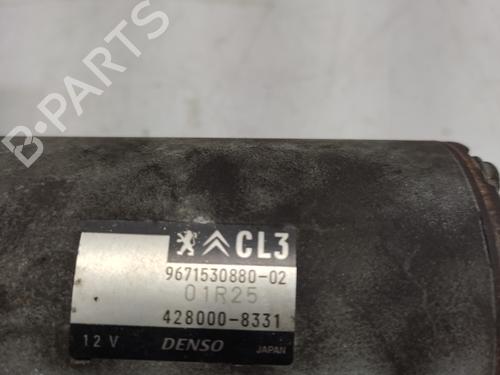 B-PARTS
CL3
9671530880-02
01R25
428000-8331
12 V DENSO JAPAN